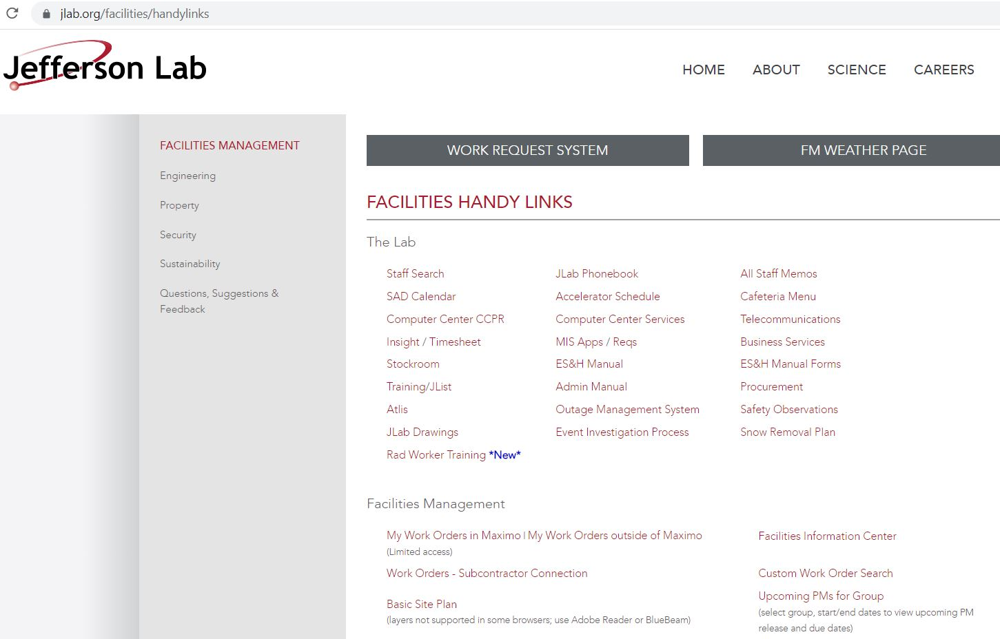 jlab.org/facilities/handylinks
Jefferson Lab
HOME ABOUT SCIENCE CAREERS
FACILITIES MANAGEMENT
Engineering
Property
Security
Sustainability
Questions, Suggestions &
Feedback
WORK REQUEST SYSTEM FM WEATHER PAGE
FACILITIES HANDY LINKS
The Lab
Staff Search JLab Phonebook All Staff Memos
SAD Calendar Accelerator Schedule Cafeteria Menu
Computer Center CCPR Computer Center Services Telecommunications
Insight / Timesheet MIS Apps / Reqs Business Services
Stockroom ES&H Manual ES&H Manual Forms
Training/JList Admin Manual Procurement
Atlis Outage Management System Safety Observations
JLab Drawings Event Investigation Process Snow Removal Plan
Rad Worker Training *New*
Facilities Management
My Work Orders in Maximo | My Work Orders outside of Maximo Facilities Information Center
(Limited access)
Work Orders - Subcontractor Connection Custom Work Order Search
Basic Site Plan
(layers not supported in some browsers; use Adobe Reader or BlueBeam)
Upcoming PMs for Group
(select group, start/end dates to view upcoming PM
release and due dates)